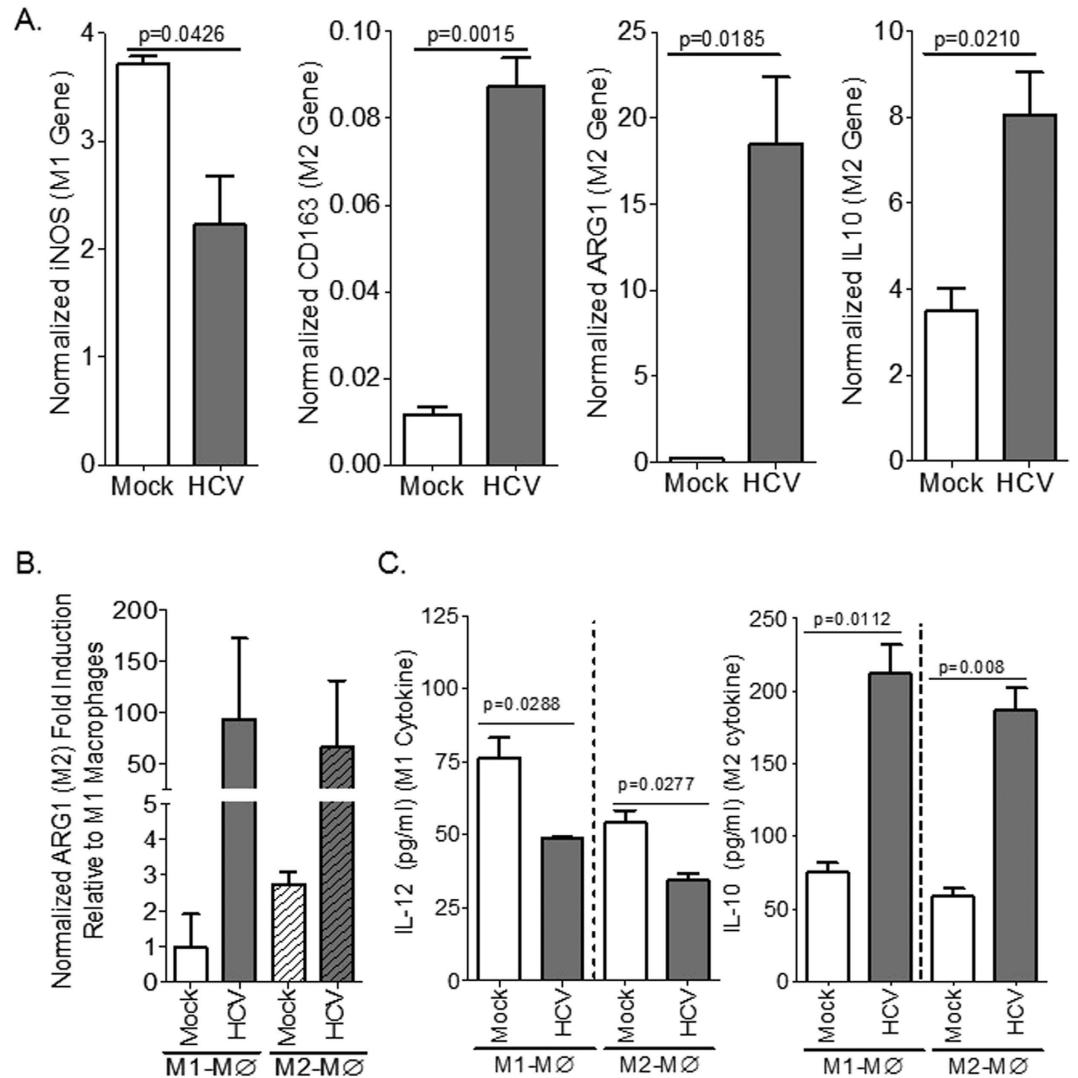 A.
p=0.0426
Normalized iNOS (M1 Gene)
4
3
2
1
0
Mock HCV
p=0.0015
Normalized CD163 (M2 Gene)
0.10
0.08
0.06
0.04
0.02
0.00
Mock HCV
p=0.0185
Normalized ARG1 (M2 Gene)
25
20
15
10
5
0
Mock HCV
p=0.0210
Normalized IL10 (M2 Gene)
10
8
6
4
2
0
Mock HCV
B.
Normalized ARG1 (M2) Fold Induction
Relative to M1 Macrophages
200
150
100
50
5
4
3
2
1
0
Mock HCV Mock HCV
M1-MØ M2-MØ
C.
IL-12 (pg/ml) (M1 Cytokine)
125
100
75
50
25
0
p=0.0288
p=0.0277
Mock HCV Mock HCV
M1-MØ M2-MØ
IL-10 (pg/ml) (M2 cytokine)
250
200
150
100
50
0
p=0.0112
p=0.008
Mock HCV Mock HCV
M1-MØ M2-MØ